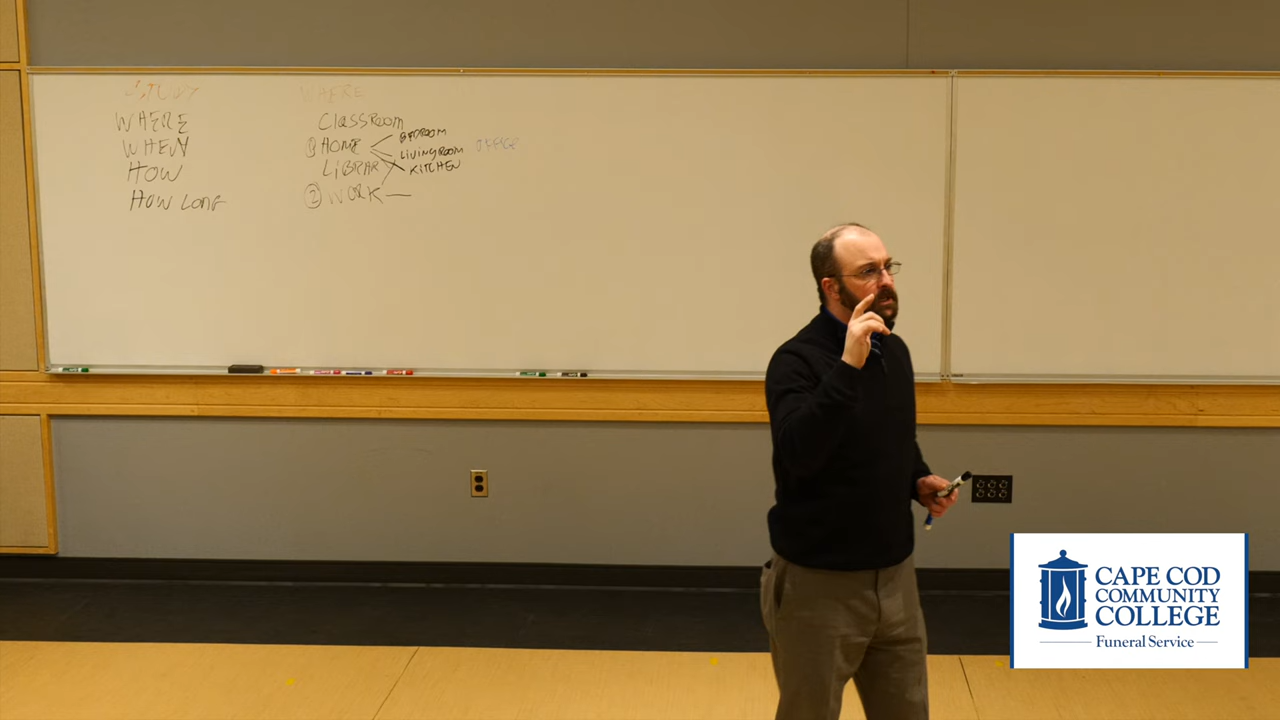 STUDY
WHERE
WHEN
HOW
HOW LONG
WHERE
CLASSROOM
① HOME
BEDROOM
LIVINGROOM
KITCHEN
OFFICE
LIBRARY
② WORK —
CAPE COD
COMMUNITY
COLLEGE
Funeral Service